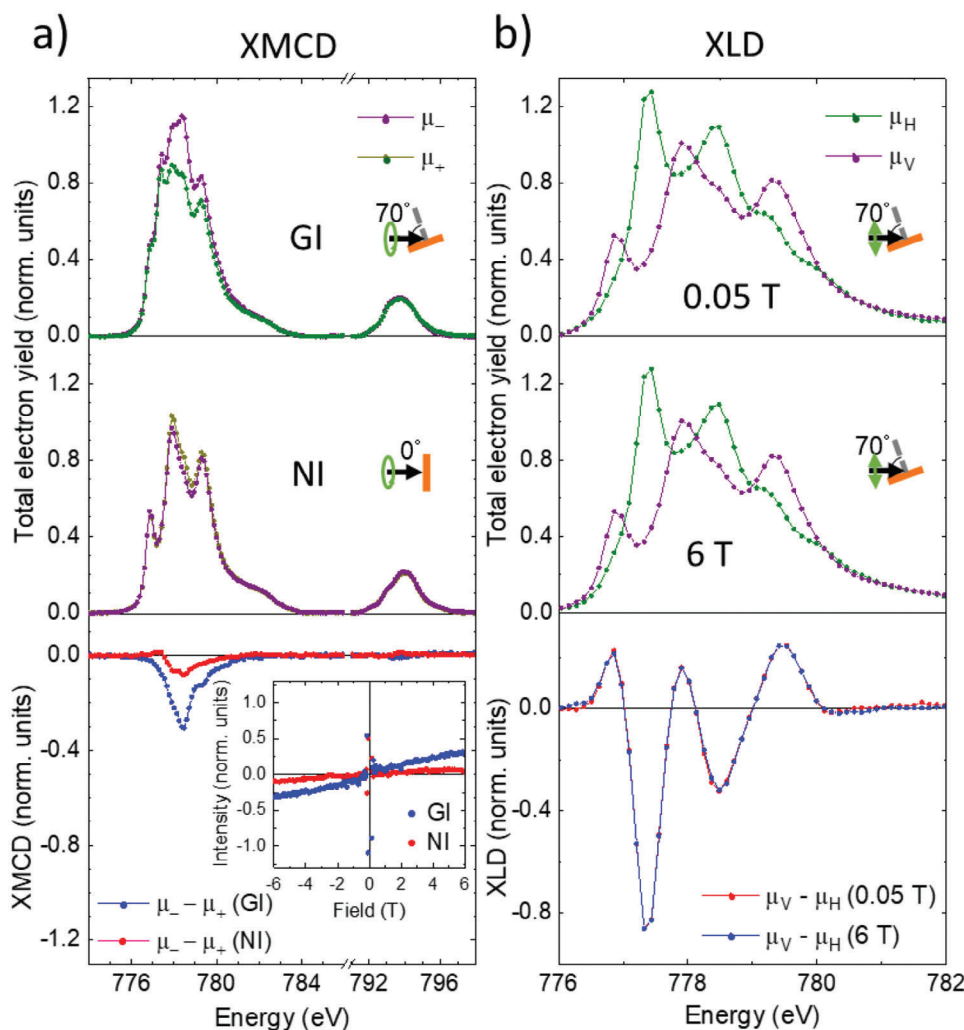 a)
XMCD
Total electron yield (norm. units)
1.2
0.8
0.4
0.0
μ₋
μ₊
GI
70°
1.2
0.8
0.4
0.0
NI
0°
XMCD (norm. units)
0.0
-0.4
-0.8
-1.2
Intensity (norm. units)
1.0
0.5
0.0
-0.5
-1.0
GI
NI
-6 -4 -2 0 2 4 6
Field (T)
μ₋ − μ₊ (GI)
μ₋ − μ₊ (NI)
776 780 784 792 796
Energy (eV)
b)
XLD
Total electron yield (norm. units)
1.2
0.8
0.4
0.0
μH
μV
70°
0.05 T
Total electron yield (norm. units)
1.2
0.8
0.4
0.0
70°
6 T
XLD (norm. units)
0.0
-0.4
-0.8
μV - μH (0.05 T)
μV - μH (6 T)
776 778 780 782
Energy (eV)